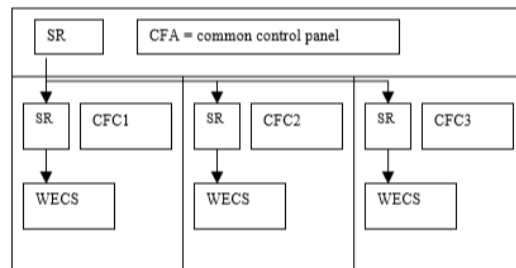 SR
CFA = common control panel
SR
CFC1
SR
CFC2
SR
CFC3
WECS
WECS
WECS